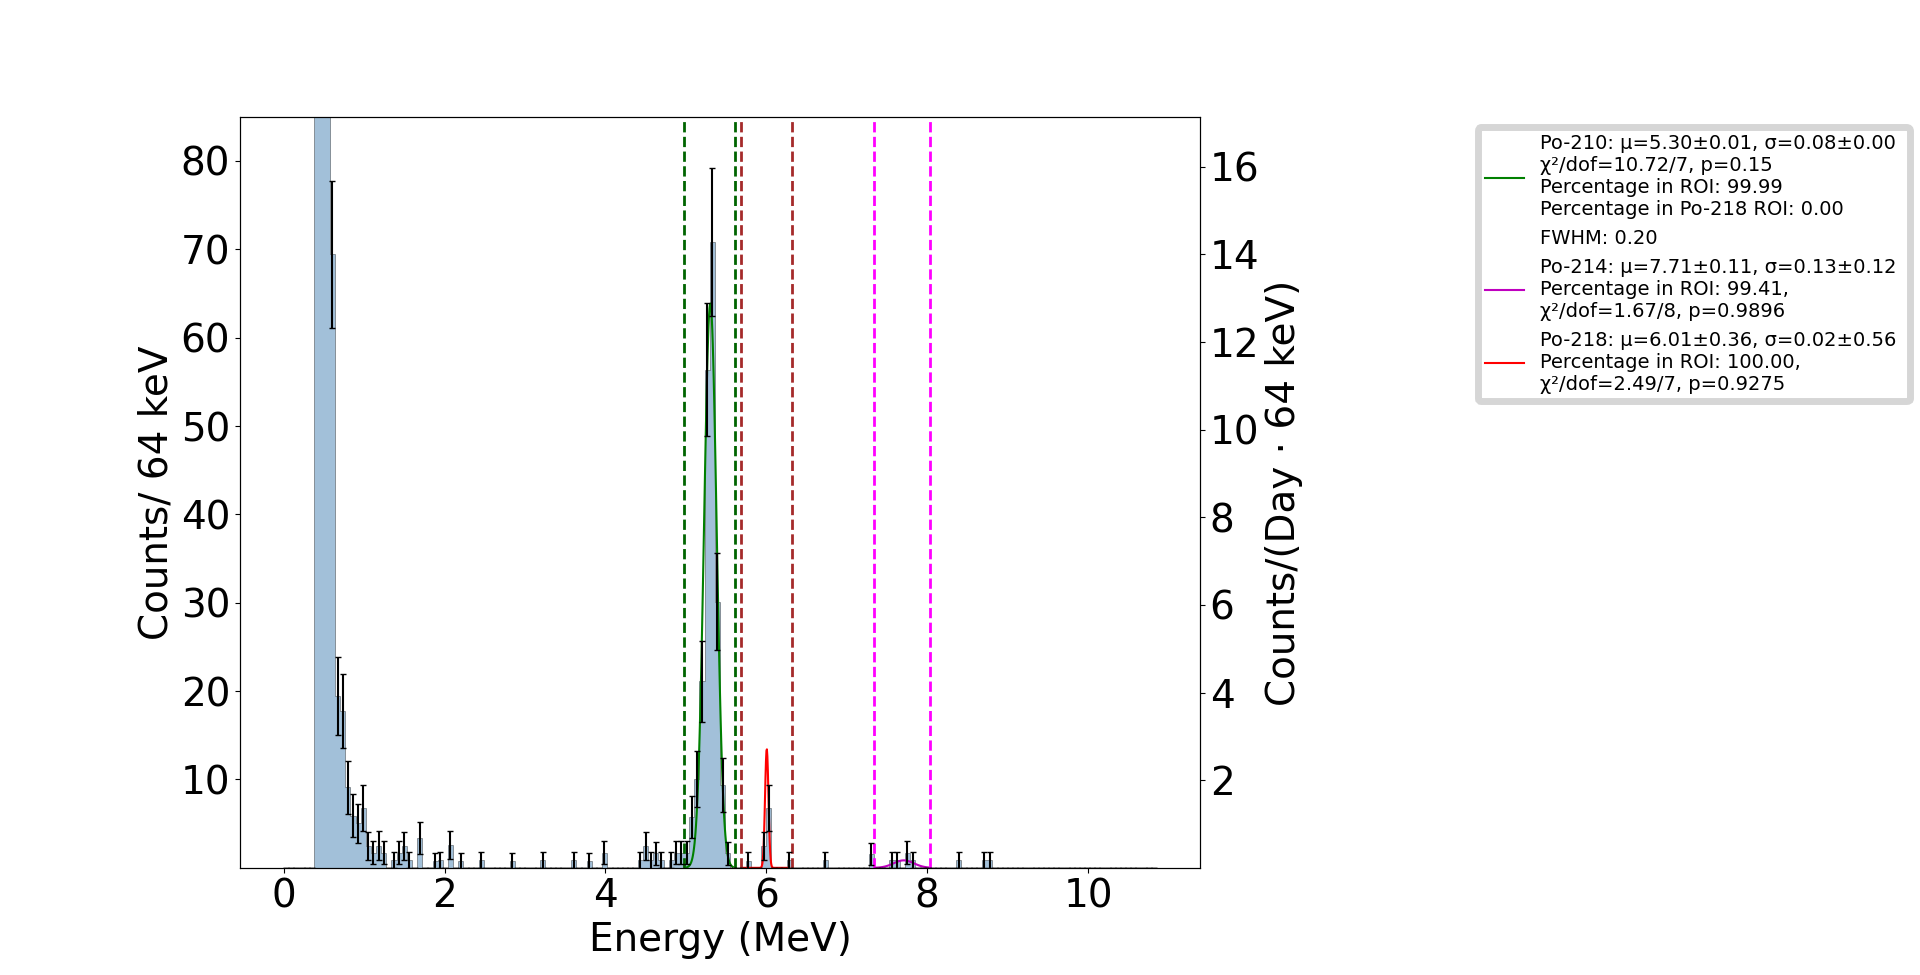 80
70
60
50
40
30
20
10
Counts/ 64 keV
0
2
4
6
8
10
Energy (MeV)
16
14
12
10
8
6
4
2
Counts/(Day · 64 keV)
Po-210: μ=5.30±0.01, σ=0.08±0.00
χ²/dof=10.72/7, p=0.15
Percentage in ROI: 99.99
Percentage in Po-218 ROI: 0.00
FWHM: 0.20
Po-214: μ=7.71±0.11, σ=0.13±0.12
Percentage in ROI: 99.41,
χ²/dof=1.67/8, p=0.9896
Po-218: μ=6.01±0.36, σ=0.02±0.56
Percentage in ROI: 100.00,
χ²/dof=2.49/7, p=0.9275